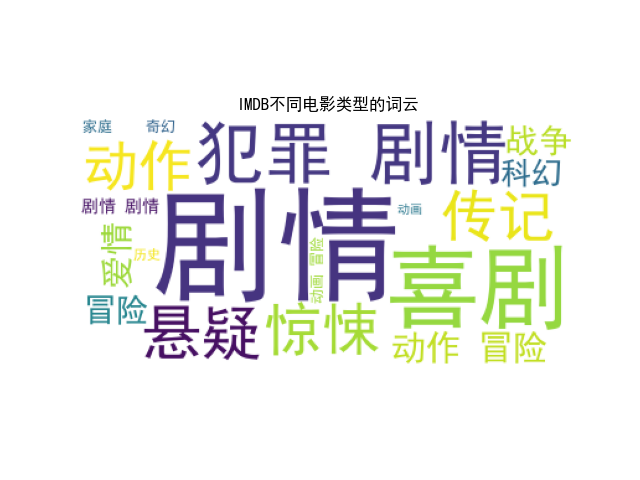 IMDB不同电影类型的词云
家庭 奇幻
动作
犯罪 剧情
战争
科幻
剧情 剧情
剧情
动画
传记
爱情
历史
动画 冒险
喜剧
冒险
悬疑
惊悚
动作 冒险